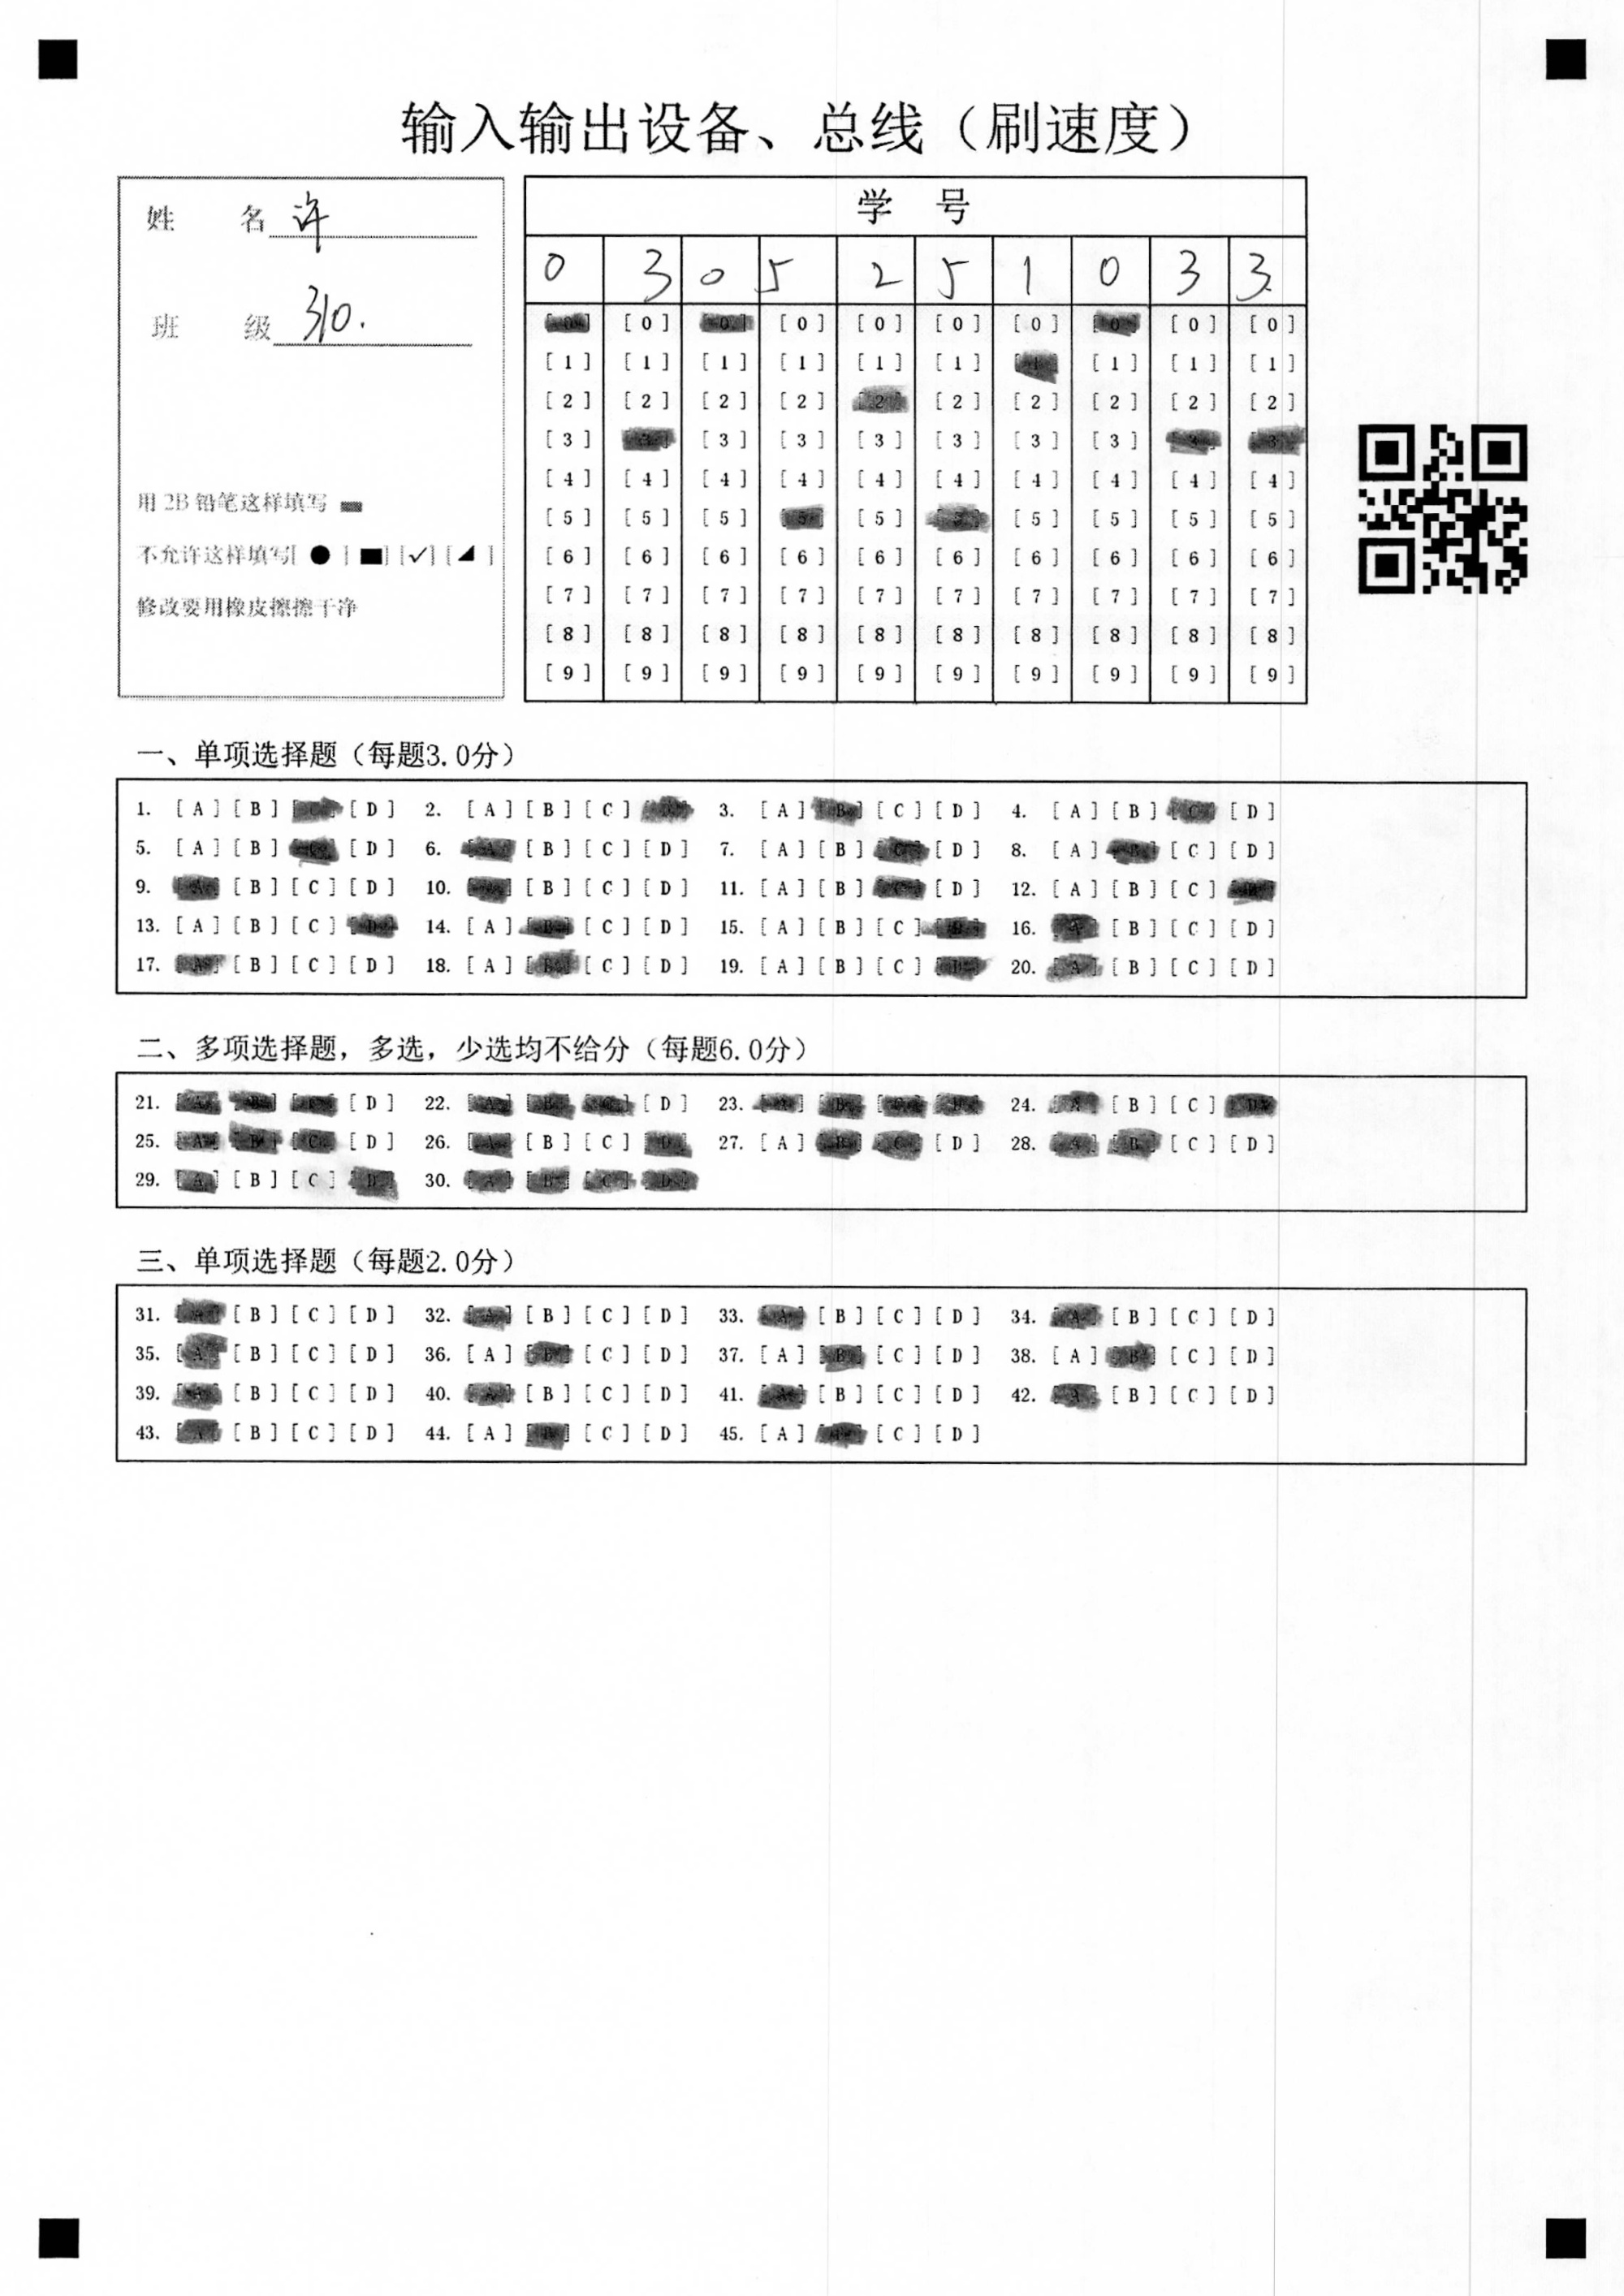 输入输出设备、总线（刷速度）
姓 名 许
班 级 310.
用 2B 铅笔这样填写
不允许这样填写[ ● ] [■] [✓] [◢ ]
修改要用橡皮擦擦干净
学 号
0 3 0 5 2 5 1 0 3 3
[0] [0] [0] [0] [0] [0] [0] [0] [0] [0]
[1] [1] [1] [1] [1] [1] [1] [1] [1] [1]
[2] [2] [2] [2] [2] [2] [2] [2] [2] [2]
[3] [3] [3] [3] [3] [3] [3] [3] [3] [3]
[4] [4] [4] [4] [4] [4] [4] [4] [4] [4]
[5] [5] [5] [5] [5] [5] [5] [5] [5] [5]
[6] [6] [6] [6] [6] [6] [6] [6] [6] [6]
[7] [7] [7] [7] [7] [7] [7] [7] [7] [7]
[8] [8] [8] [8] [8] [8] [8] [8] [8] [8]
[9] [9] [9] [9] [9] [9] [9] [9] [9] [9]
一、单项选择题（每题3.0分）
1. [A] [B] [C] [D] 2. [A] [B] [C] [D] 3. [A] [B] [C] [D] 4. [A] [B] [C] [D]
5. [A] [B] [C] [D] 6. [A] [B] [C] [D] 7. [A] [B] [C] [D] 8. [A] [B] [C] [D]
9. [A] [B] [C] [D] 10. [A] [B] [C] [D] 11. [A] [B] [C] [D] 12. [A] [B] [C] [D]
13. [A] [B] [C] [D] 14. [A] [B] [C] [D] 15. [A] [B] [C] [D] 16. [A] [B] [C] [D]
17. [A] [B] [C] [D] 18. [A] [B] [C] [D] 19. [A] [B] [C] [D] 20. [A] [B] [C] [D]
二、多项选择题，多选，少选均不给分（每题6.0分）
21. [A] [B] [C] [D] 22. [A] [B] [C] [D] 23. [A] [B] [C] [D] 24. [A] [B] [C] [D]
25. [A] [B] [C] [D] 26. [A] [B] [C] [D] 27. [A] [B] [C] [D] 28. [A] [B] [C] [D]
29. [A] [B] [C] [D] 30. [A] [B] [C] [D]
三、单项选择题（每题2.0分）
31. [A] [B] [C] [D] 32. [A] [B] [C] [D] 33. [A] [B] [C] [D] 34. [A] [B] [C] [D]
35. [A] [B] [C] [D] 36. [A] [B] [C] [D] 37. [A] [B] [C] [D] 38. [A] [B] [C] [D]
39. [A] [B] [C] [D] 40. [A] [B] [C] [D] 41. [A] [B] [C] [D] 42. [A] [B] [C] [D]
43. [A] [B] [C] [D] 44. [A] [B] [C] [D] 45. [A] [B] [C] [D]